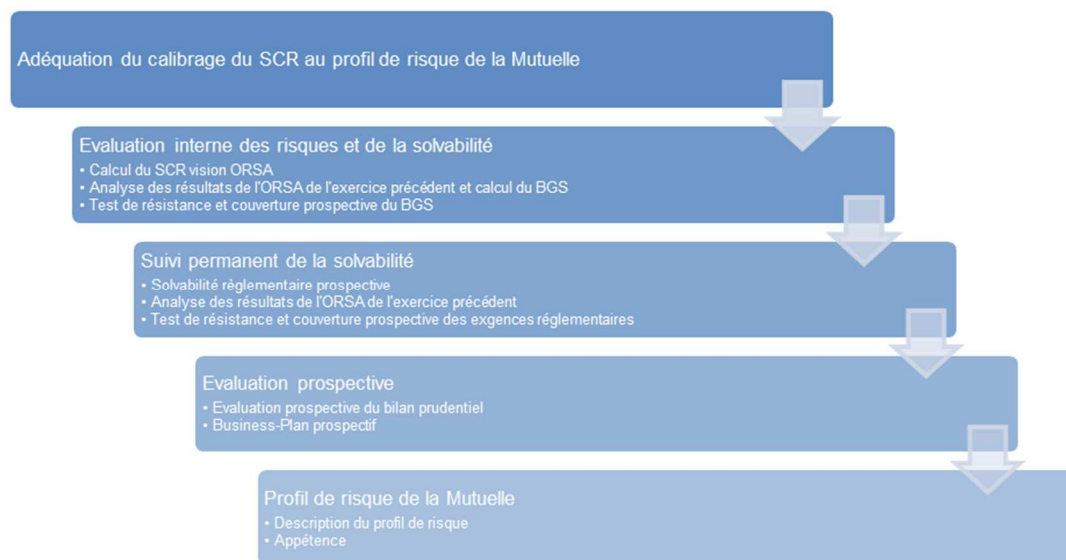 Adéquation du calibrage du SCR au profil de risque de la Mutuelle
Evaluation interne des risques et de la solvabilité
• Calcul du SCR vision ORSA
• Analyse des résultats de l'ORSA de l'exercice précédent et calcul du BGS
• Test de résistance et couverture prospective du BGS
Suivi permanent de la solvabilité
• Solvabilité règlementaire prospective
• Analyse des résultats de l'ORSA de l'exercice précédent
• Test de résistance et couverture prospective des exgences réglementaires
Evaluation prospective
• Evaluation prospective du bilan prudentiel
• Business-Plan prospectif
Profil de risque de la Mutuelle
• Description du profil de risque
• Appétence